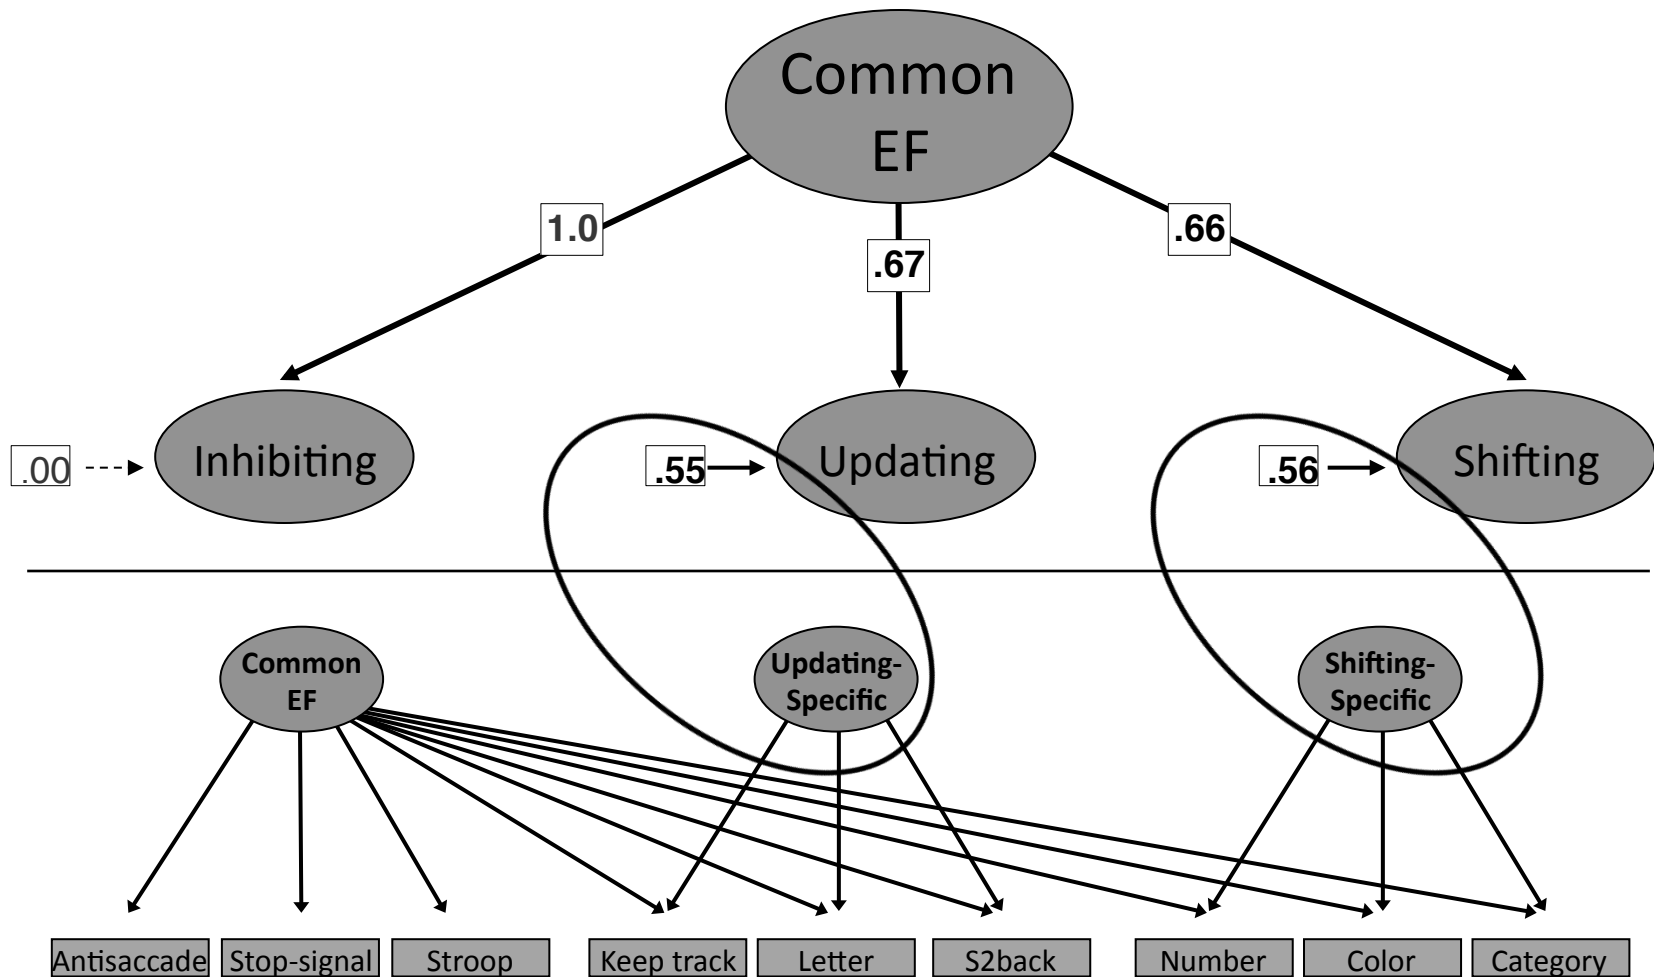 Common
EF
1.0
.67
.66
.00
Inhibiting
.55
Updating
.56
Shifting
Common
EF
Updating-
Specific
Shifting-
Specific
Antisaccade
Stop-signal
Stroop
Keep track
Letter
S2back
Number
Color
Category